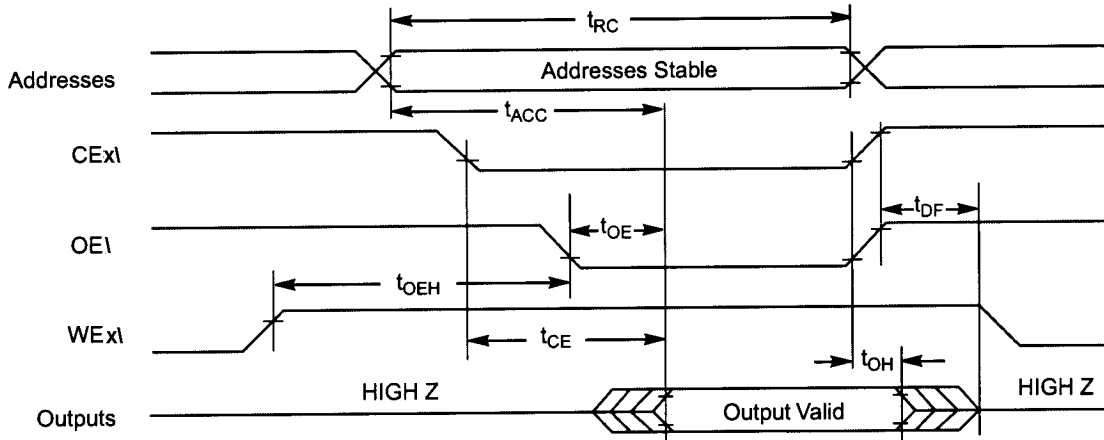 tRC
Addresses
Addresses Stable
tACC
CEx\
tDF
OE\
tOE
tOEH
WEx\
tCE
tOH
HIGH Z
HIGH Z
Outputs
Output Valid